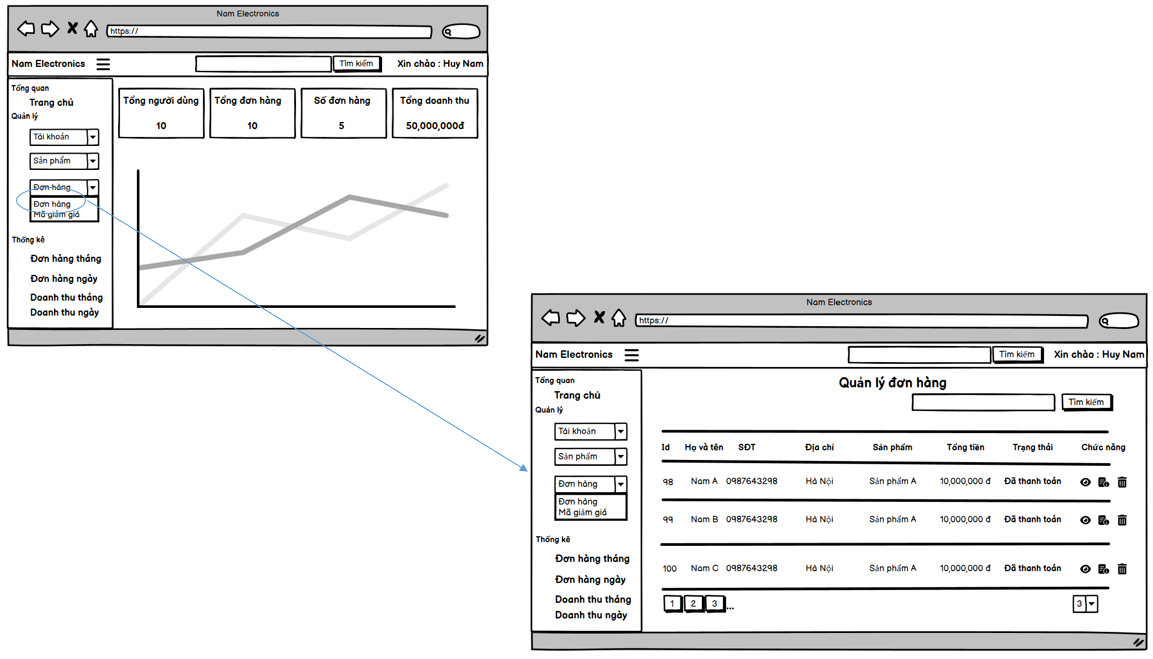 Nam Electronics
https://
Nam Electronics
Tìm kiếm
Xin chào : Huy Nam
Tổng quan
Trang chủ
Quản lý
Tài khoản
Sản phẩm
Đơn hàng
Đơn hàng
Mã giảm giá
Thống kê
Đơn hàng tháng
Đơn hàng ngày
Doanh thu tháng
Doanh thu ngày
Tổng người dùng
10
Tổng đơn hàng
10
Số đơn hàng
5
Tổng doanh thu
50,000,000đ
Nam Electronics
https://
Nam Electronics
Tìm kiếm
Xin chào : Huy Nam
Tổng quan
Trang chủ
Quản lý
Tài khoản
Sản phẩm
Đơn hàng
Đơn hàng
Mã giảm giá
Thống kê
Đơn hàng tháng
Đơn hàng ngày
Doanh thu tháng
Doanh thu ngày
Quản lý đơn hàng
Tìm kiếm
Id Họ và tên SĐT Địa chỉ Sản phẩm Tổng tiền Trạng thái Chức năng
98 Nam A 0987643298 Hà Nội Sản phẩm A 10,000,000 đ Đã thanh toán
99 Nam B 0987643298 Hà Nội Sản phẩm A 10,000,000 đ Đã thanh toán
100 Nam C 0987643298 Hà Nội Sản phẩm A 10,000,000 đ Đã thanh toán
1 2 3 ... 3